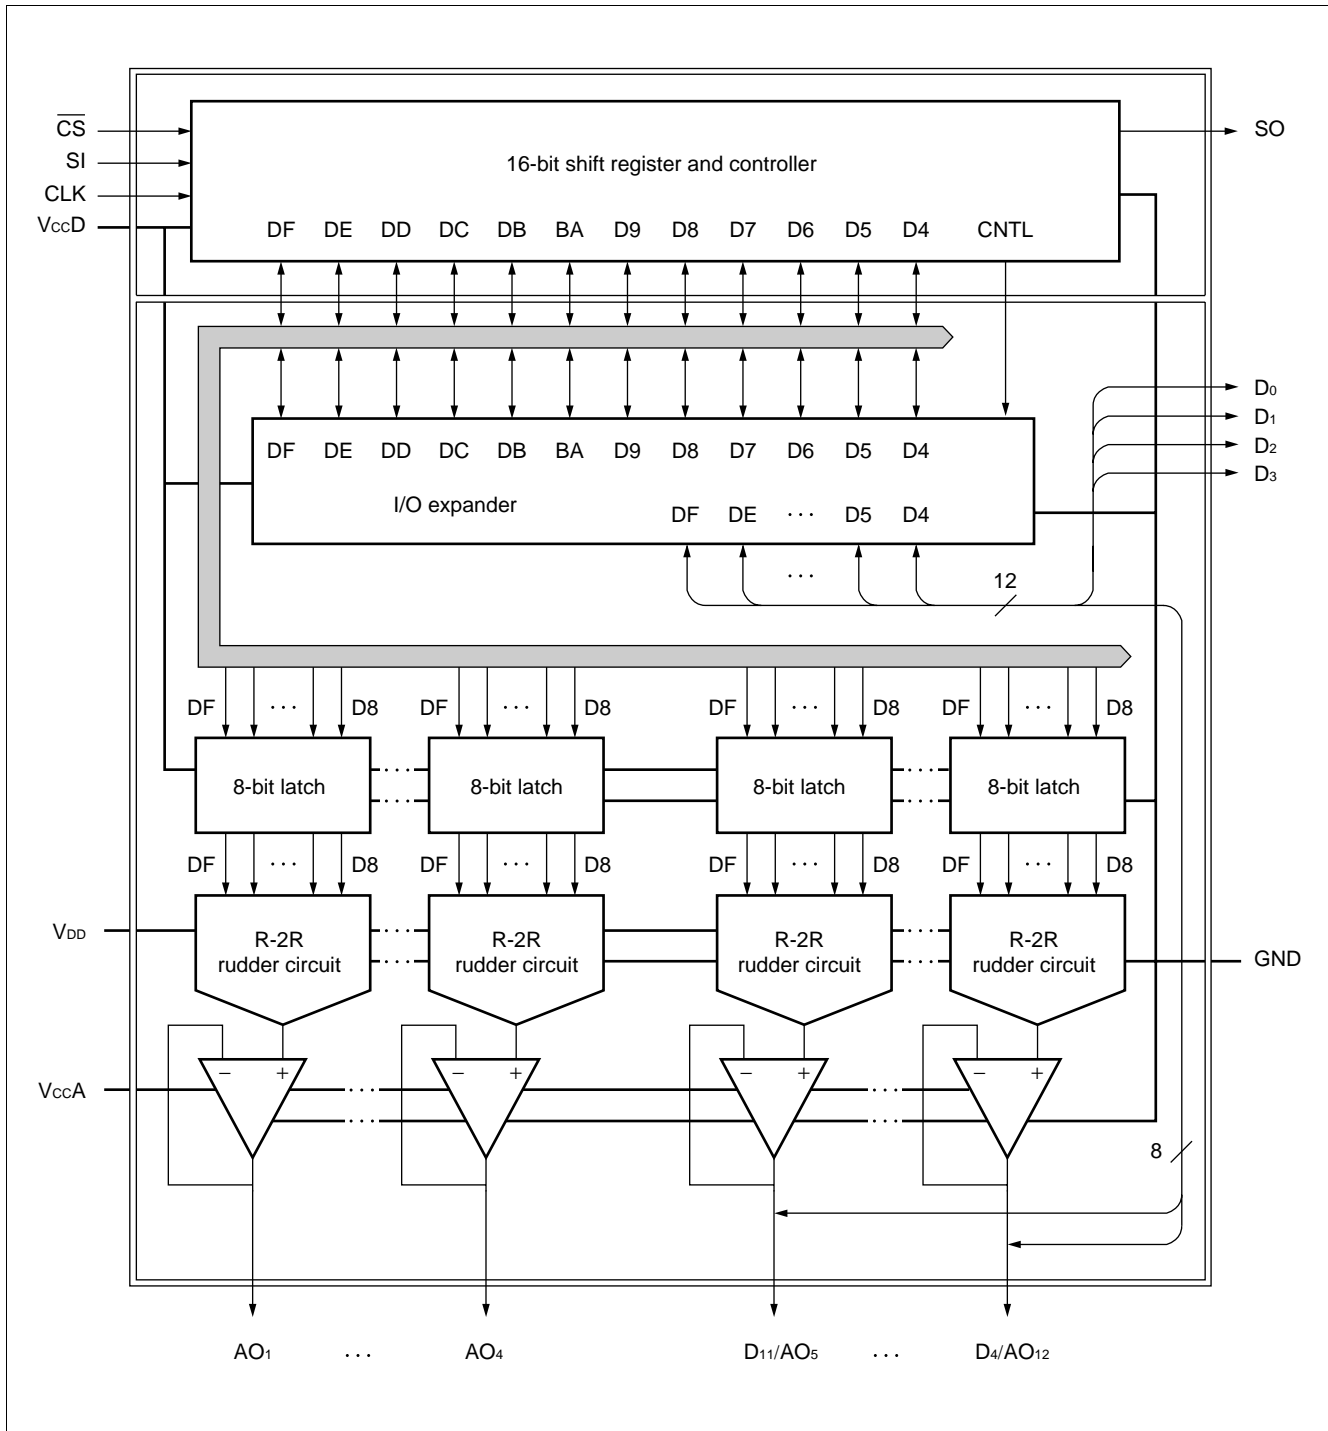 CS SO
SI 16-bit shift register and controller
CLK
VCCD
DF DE DD DC DB BA D9 D8 D7 D6 D5 D4 CNTL
D0
D1
D2
D3
DF DE DD DC DB BA D9 D8 D7 D6 D5 D4
I/O expander
DF DE ··· D5 D4
···
12
DF ··· D8 DF ··· D8 DF ··· D8 DF ··· D8
8-bit latch ··· 8-bit latch 8-bit latch ··· 8-bit latch
DF ··· D8 DF ··· D8 DF ··· D8 DF ··· D8
VDD R-2R R-2R R-2R R-2R GND
rudder circuit rudder circuit rudder circuit rudder circuit
− + − + − + − +
VCCA ··· ···
8
AO1 ··· AO4 D11/AO5 ··· D4/AO12